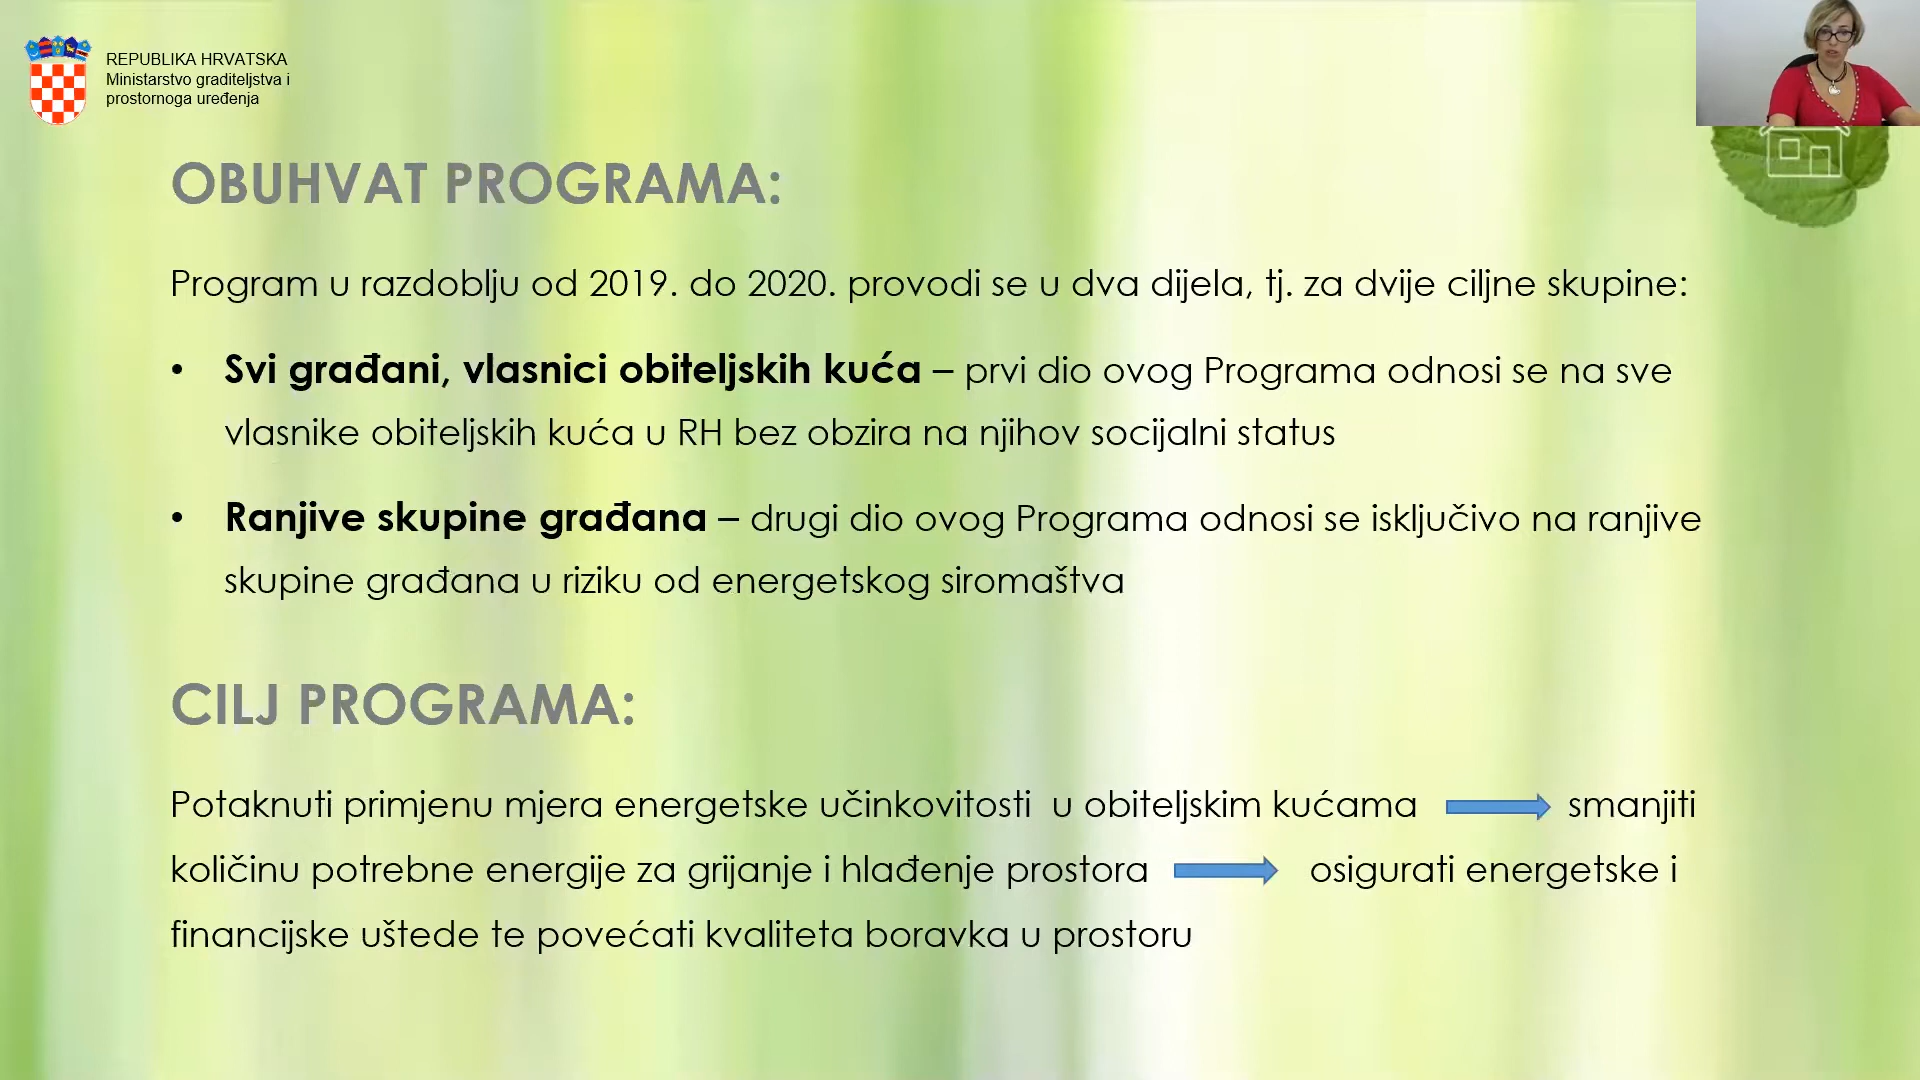 REPUBLIKA HRVATSKA
Ministarstvo graditeljstva i
prostornoga uređenja
OBUHVAT PROGRAMA:
Program u razdoblju od 2019. do 2020. provodi se u dva dijela, tj. za dvije ciljne skupine:
• Svi građani, vlasnici obiteljskih kuća – prvi dio ovog Programa odnosi se na sve
vlasnike obiteljskih kuća u RH bez obzira na njihov socijalni status
• Ranjive skupine građana – drugi dio ovog Programa odnosi se isključivo na ranjive
skupine građana u riziku od energetskog siromaštva
CILJ PROGRAMA:
Potaknuti primjenu mjera energetske učinkovitosti u obiteljskim kućama smanjiti
količinu potrebne energije za grijanje i hlađenje prostora osigurati energetske i
financijske uštede te povećati kvaliteta boravka u prostoru